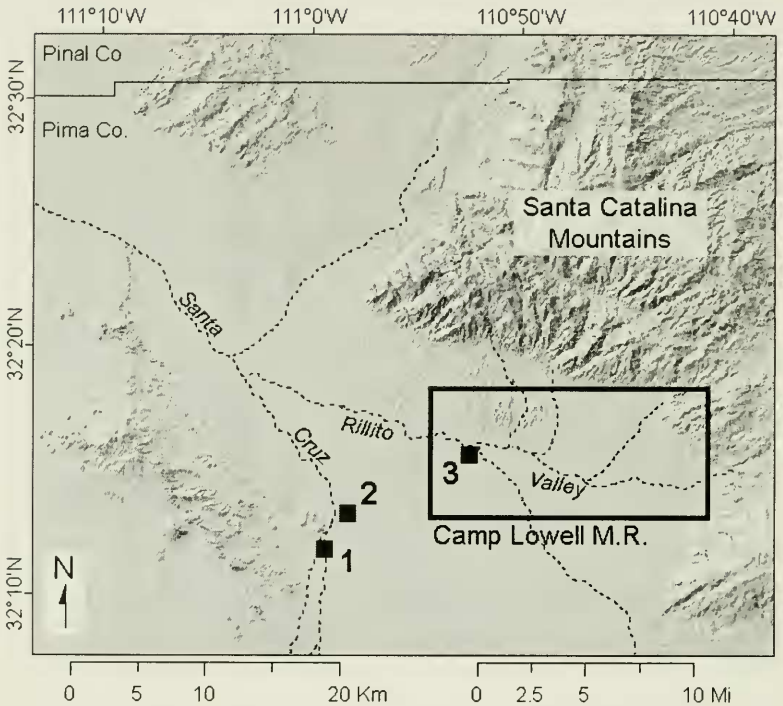 111°10'W 111°0'W 110°50'W 110°40'W
Pinal Co
32°30'N
Pima Co.
Santa Catalina
Mountains
Santa
32°20'N
Cruz
Rillito
3
Valley
2
Camp Lowell M.R.
1
N
32°10'N
0 5 10 20 Km
0 2.5 5 10 Mi